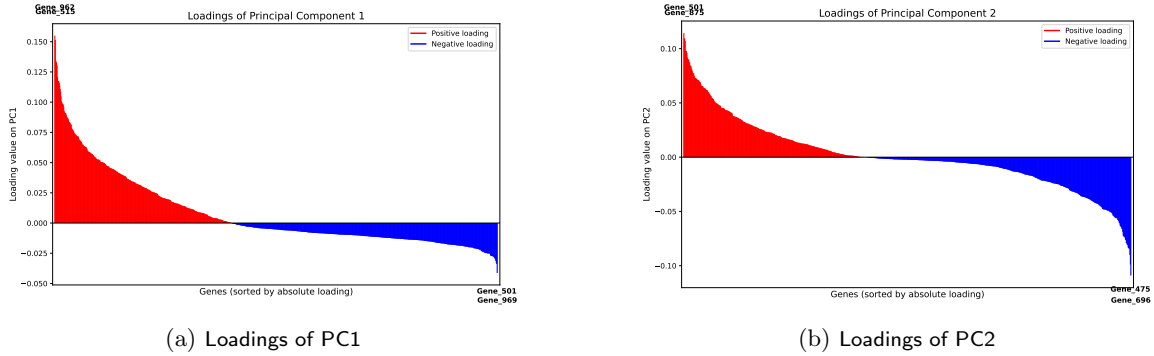 Gene_962
Gene_515
Loadings of Principal Component 1
Positive loading
Negative loading
0.150
0.125
0.100
0.075
0.050
0.025
0.000
−0.025
−0.050
Loading value on PC1
Genes (sorted by absolute loading)
Gene_501
Gene_969
(a) Loadings of PC1
Gene_501
Gene_875
Loadings of Principal Component 2
Positive loading
Negative loading
0.10
0.05
0.00
−0.05
−0.10
Loading value on PC2
Genes (sorted by absolute loading)
Gene_475
Gene_696
(b) Loadings of PC2